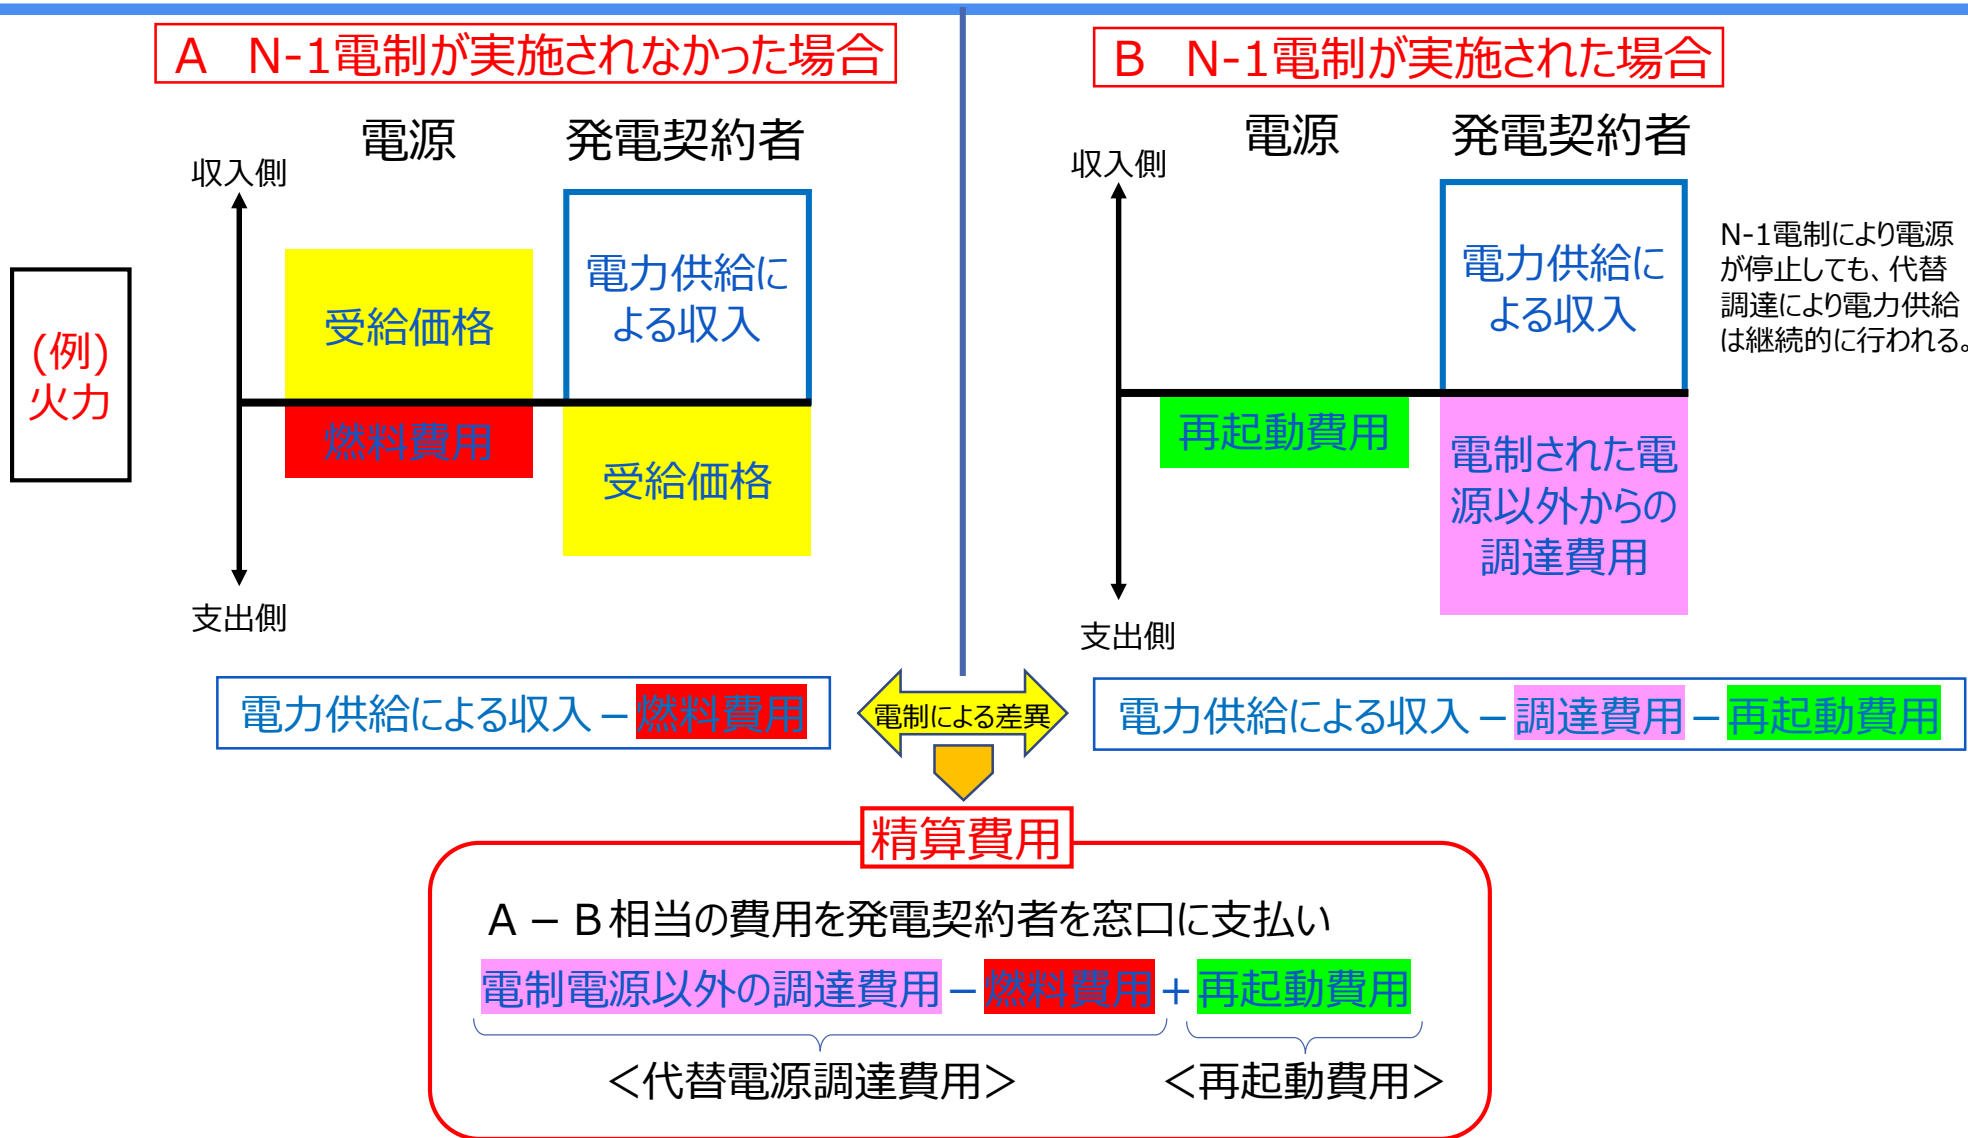 A　N-1電制が実施されなかった場合
電源
発電契約者
収入側
(例)
火力
受給価格
電力供給に
よる収入
燃料費用
受給価格
支出側
電力供給による収入－燃料費用
B　N-1電制が実施された場合
電源
発電契約者
収入側
電力供給に
よる収入
N-1電制により電源
が停止しても、代替
調達により電力供給
は継続的に行われる。
再起動費用
電制された電
源以外からの
調達費用
支出側
電制による差異
電力供給による収入－調達費用－再起動費用
精算費用
A－B相当の費用を発電契約者を窓口に支払い
電制電源以外の調達費用－燃料費用+再起動費用
＜代替電源調達費用＞
＜再起動費用＞